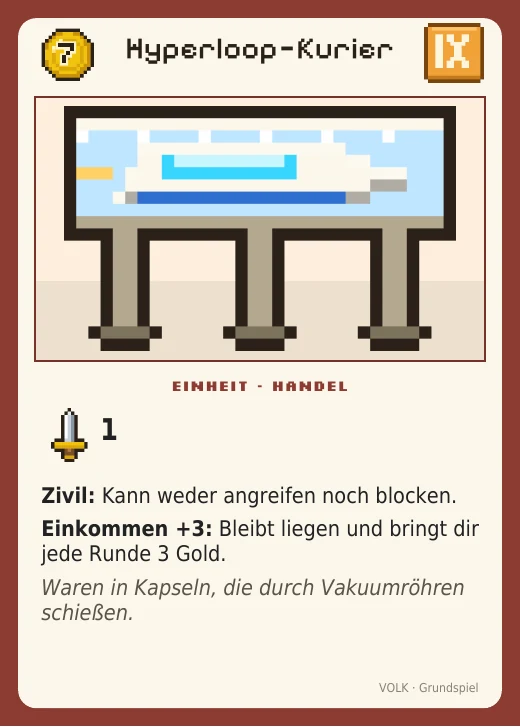 7
Hyperloop-Kurier
IX
EINHEIT - HANDEL
1
Zivil: Kann weder angreifen noch blocken.
Einkommen +3: Bleibt liegen und bringt dir
jede Runde 3 Gold.
Waren in Kapseln, die durch Vakuumröhren
schießen.
VOLK · Grundspiel